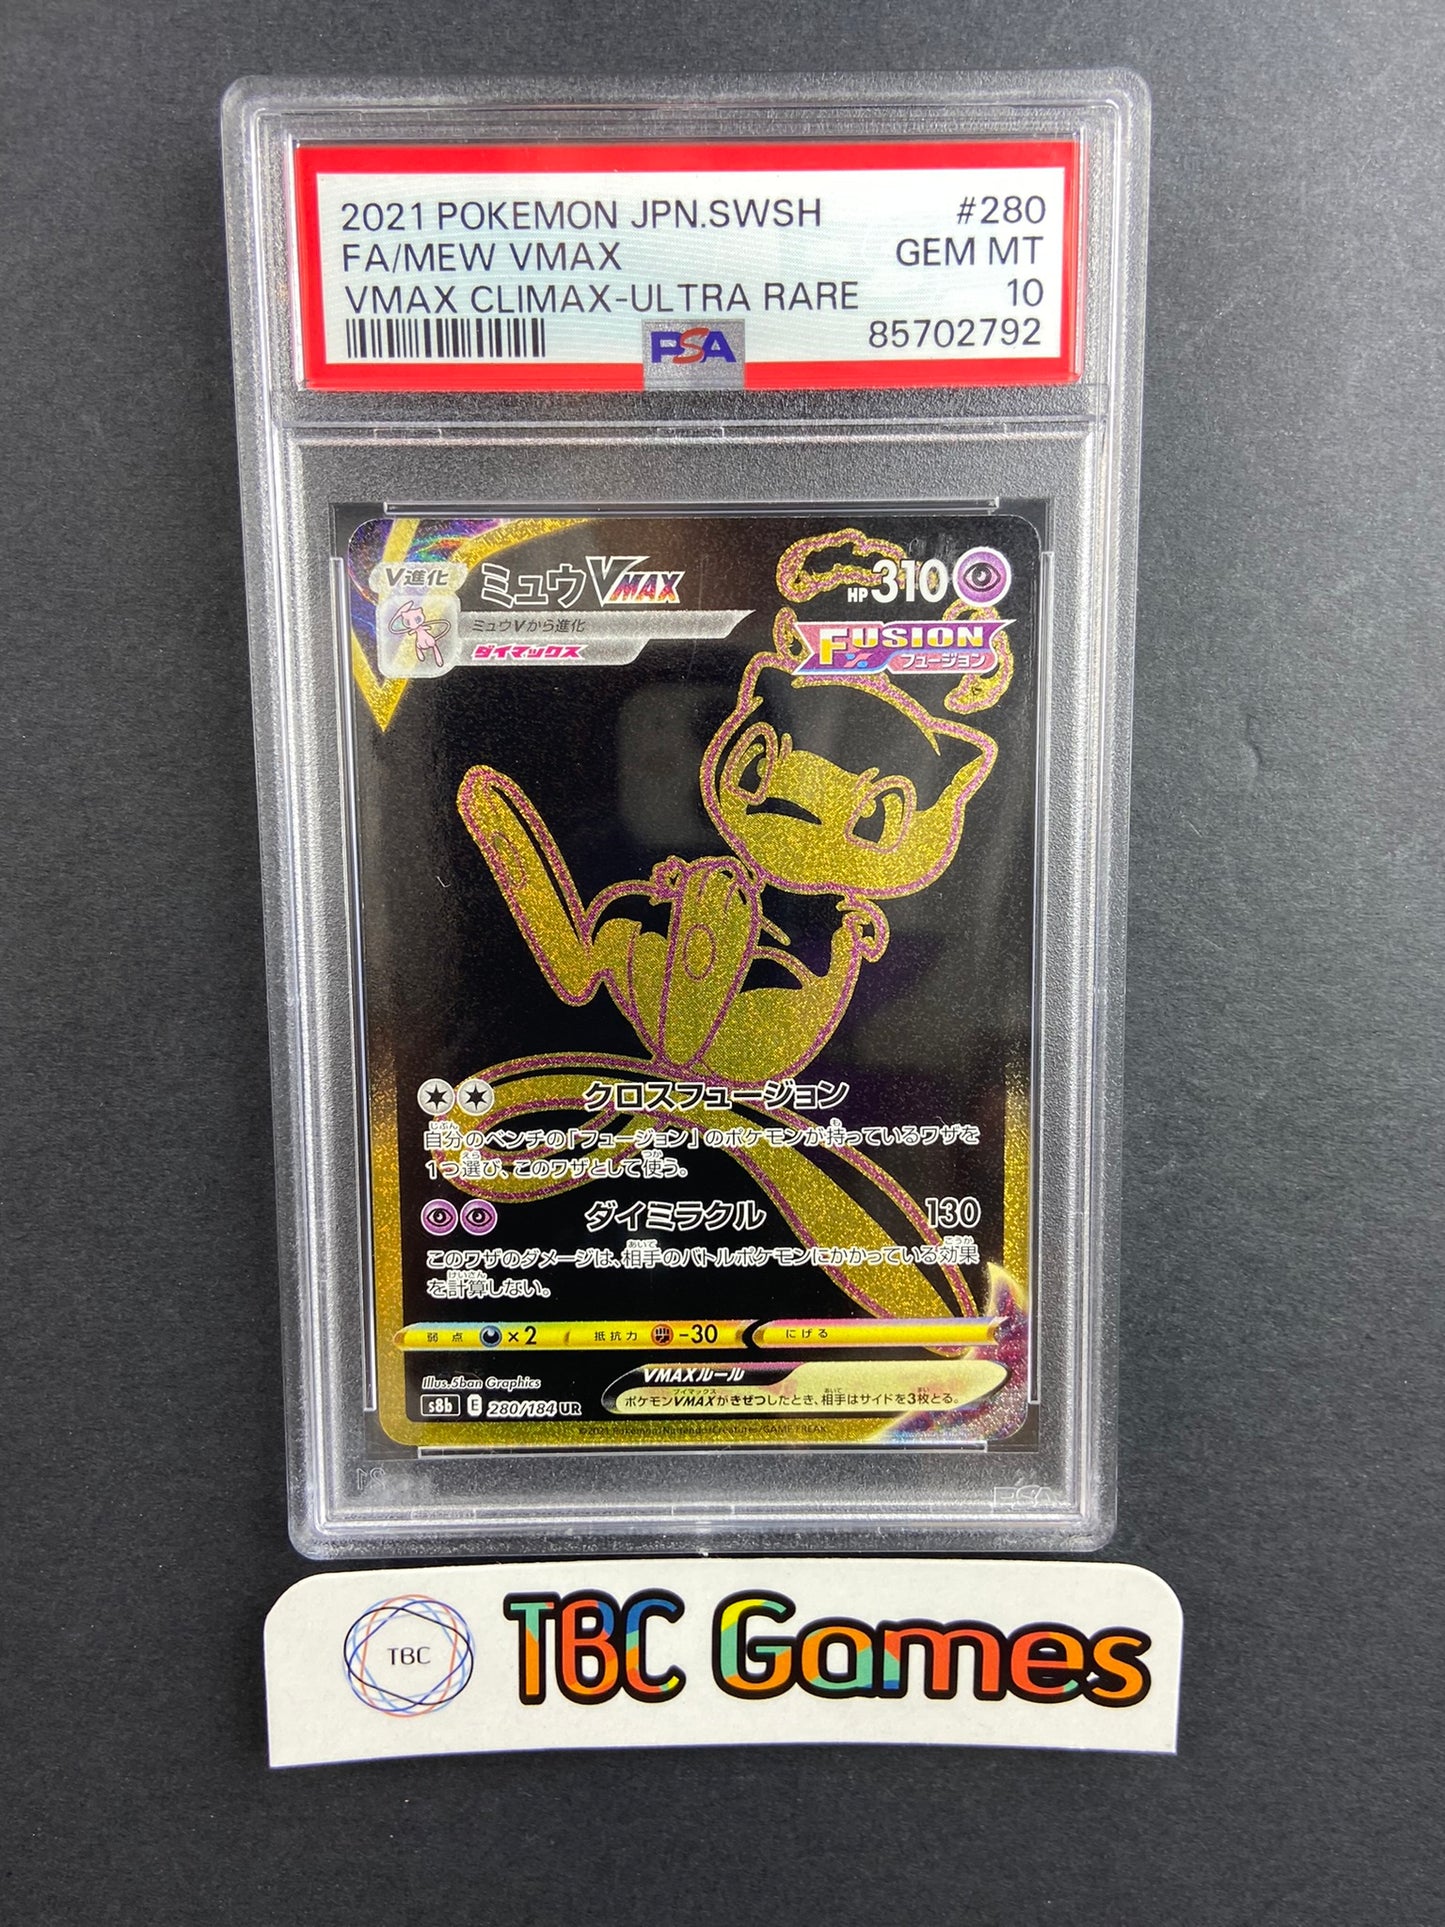 2021 POKEMON JPN.SWSH #280
FA/MEW VMAX GEM MT
VMAX CLIMAX-ULTRA RARE 10
85702792
PSA
V進化
ミュウVMAX
HP310
ミュウVから進化
ダイマックス
FUSION
フュージョン
クロスフュージョン
自分のベンチの「フュージョン」のポケモンが持っているワザを
1つ選び、このワザとして使う。
ダイミラクル 130
このワザのダメージは、相手のバトルポケモンにかかっている効果
を計算しない。
弱点 ×2 抵抗力 -30 にげる
VMAXルール
ポケモンVMAXがきぜつしたとき、相手はサイドを3枚とる。
Illus.5ban Graphics
s8b E 280/184 UR
©2021 Pokémon/Nintendo/Creatures/GAME FREAK.
PSA
TBC
TBC Games